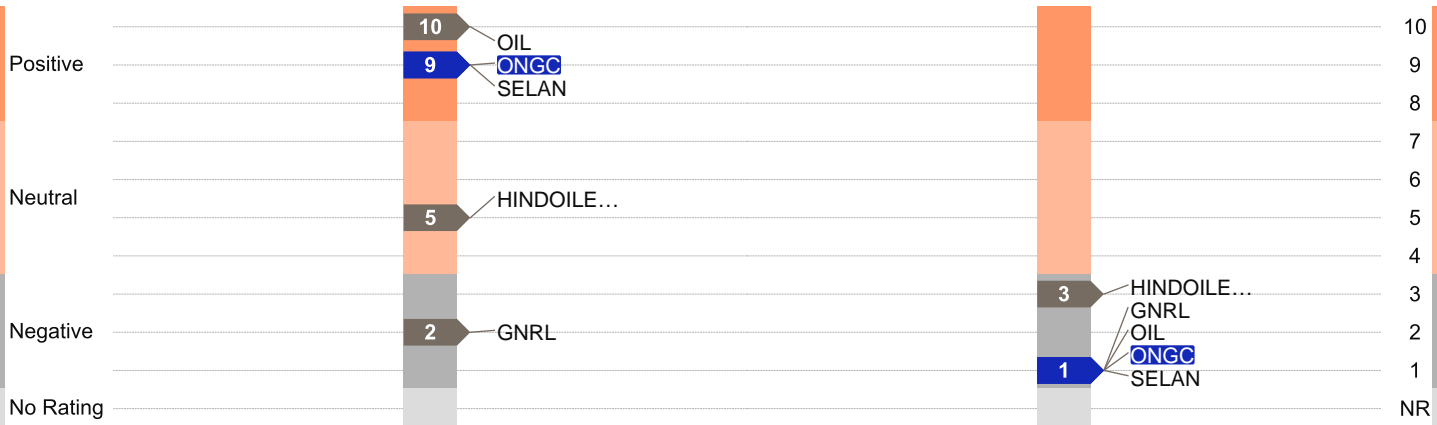 10
10
OIL
Positive
9
ONGC
9
SELAN
8
7
6
Neutral
HINDOILE…
5
5
4
HINDOILE…
3
3
GNRL
Negative
2
GNRL
OIL
2
ONGC
1
1
SELAN
No Rating
NR